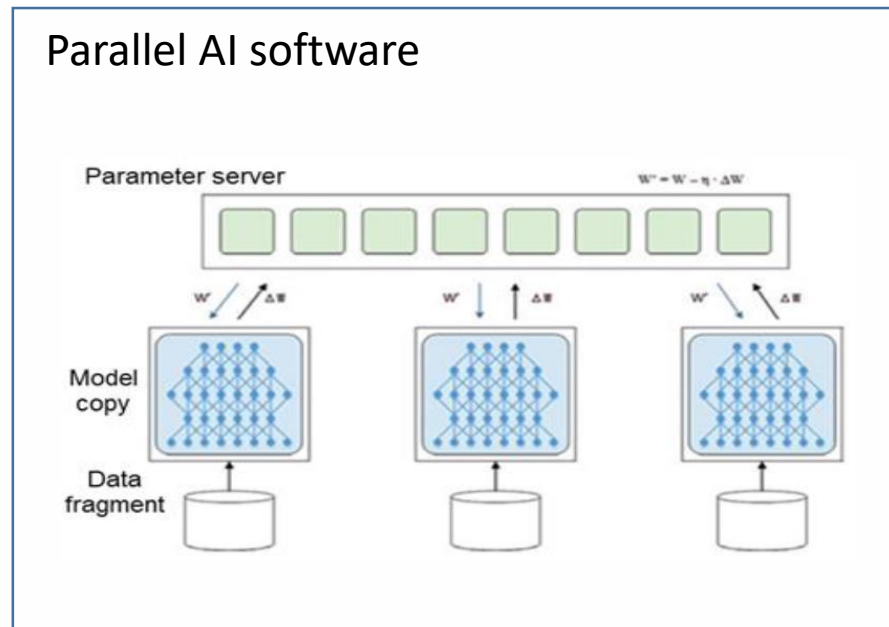 Parallel AI software
Parameter server
W' = W − η · ΔW
W' ΔW
W' ΔW
W' ΔW
Model
copy
Data
fragment